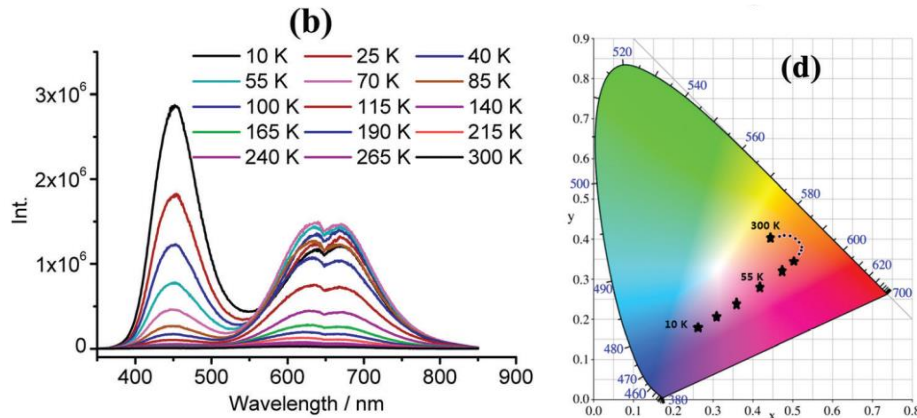 (b)
10 K 25 K 40 K
55 K 70 K 85 K
100 K 115 K 140 K
165 K 190 K 215 K
240 K 265 K 300 K
3x10⁶
2x10⁶
1x10⁶
0
Int.
400 500 600 700 800 900
Wavelength / nm
(d)
0.9
0.8
0.7
0.6
0.5
y
0.4
0.3
0.2
0.1
0.0
0.0 0.1 0.2 0.3 0.4 0.5 0.6 0.7 0.8
x
520
540
560
580
600
620
700
500
490
480
470
460
380
300 K
55 K
10 K